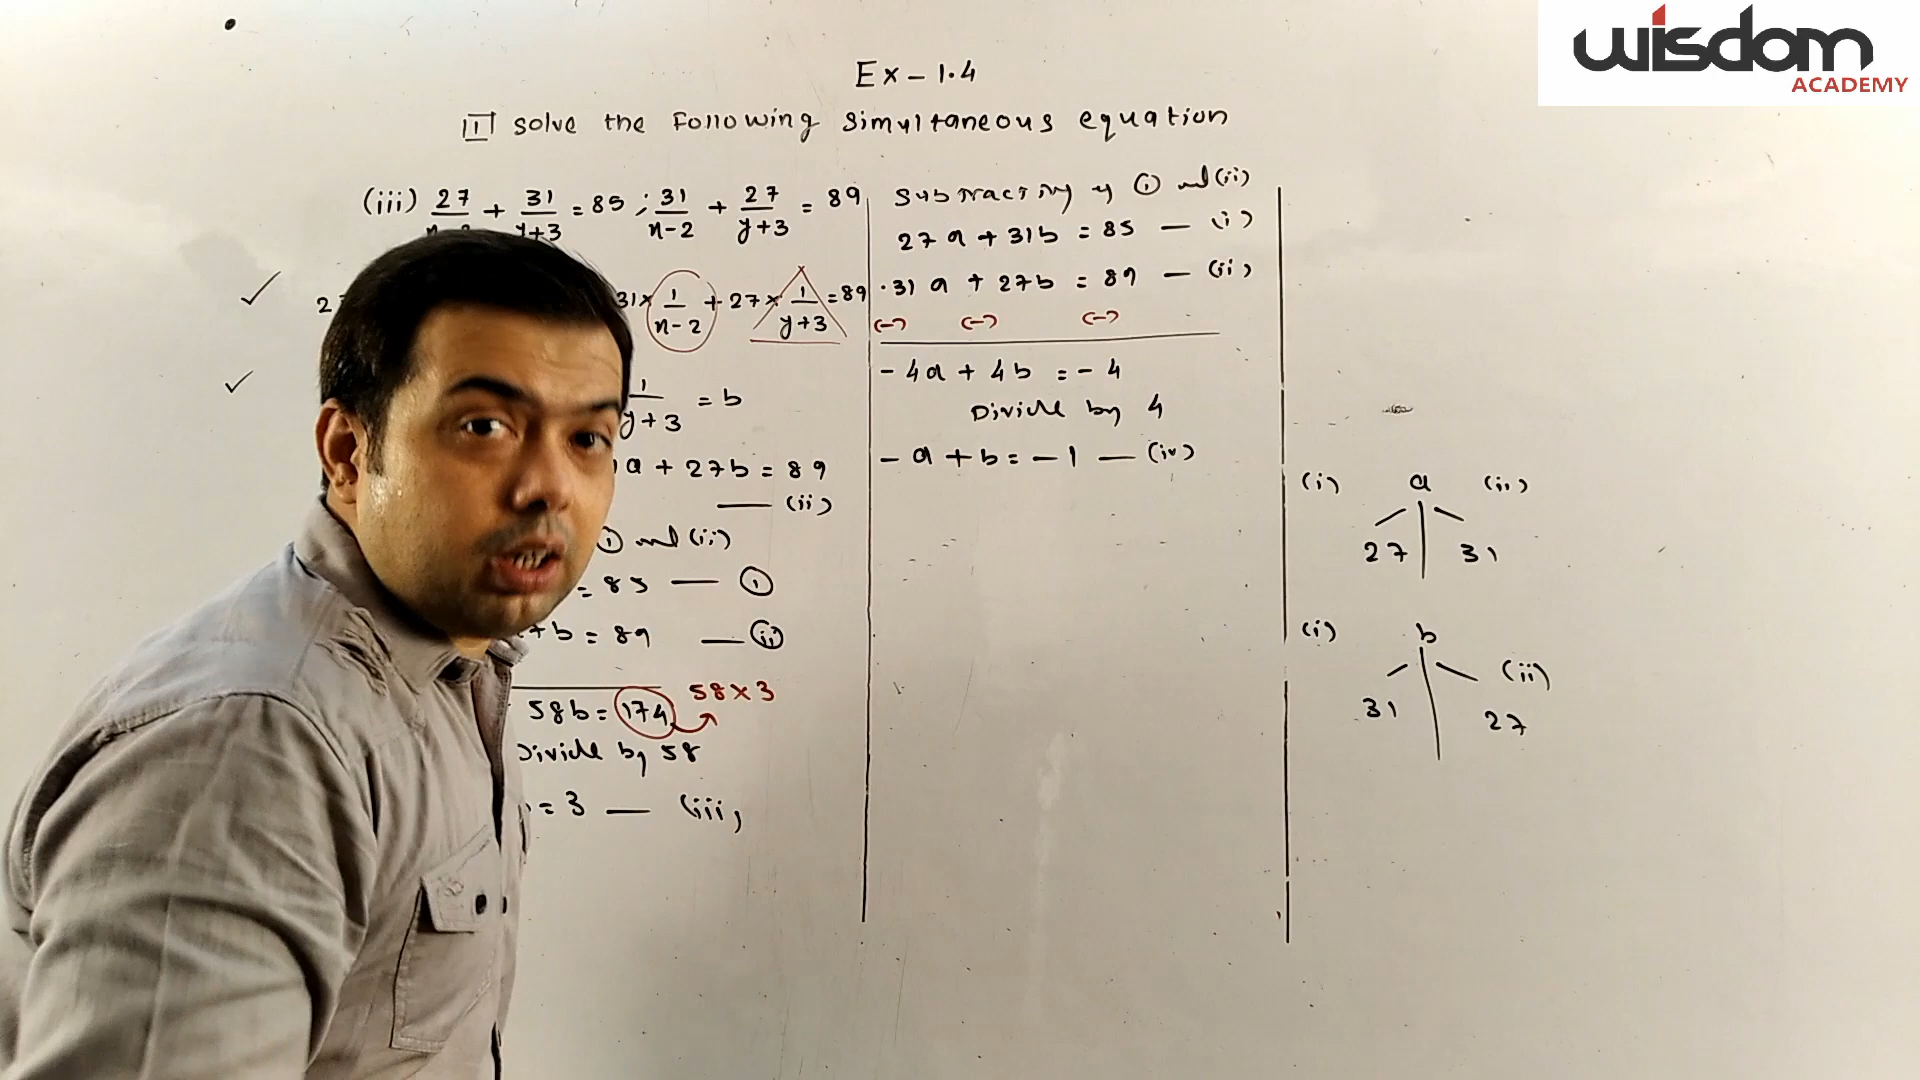 wisdom
ACADEMY
Ex - 1.4
II solve the Following Simultaneous equation
(iii) 27/n-2 + 31/y+3 = 85 ; 31/n-2 + 27/y+3 = 89
31 × 1/n-2 + 27 × 1/y+3 = 89
1/y+3 = b
a + 27b = 89
— (ii)
(i) and (ii)
= 85 — (i)
7b = 89 — (ii)
58b = 174 58×3
Divide by 58
= 3 — (iii)
Subtracting (i) and (ii)
27a + 31b = 85 — (i)
31a + 27b = 89 — (ii)
(-) (-) (-)
- 4a + 4b = - 4
Divide by 4
- a + b = - 1 — (iv)
(i) a (ii)
27 31
(i) b (ii)
31 27